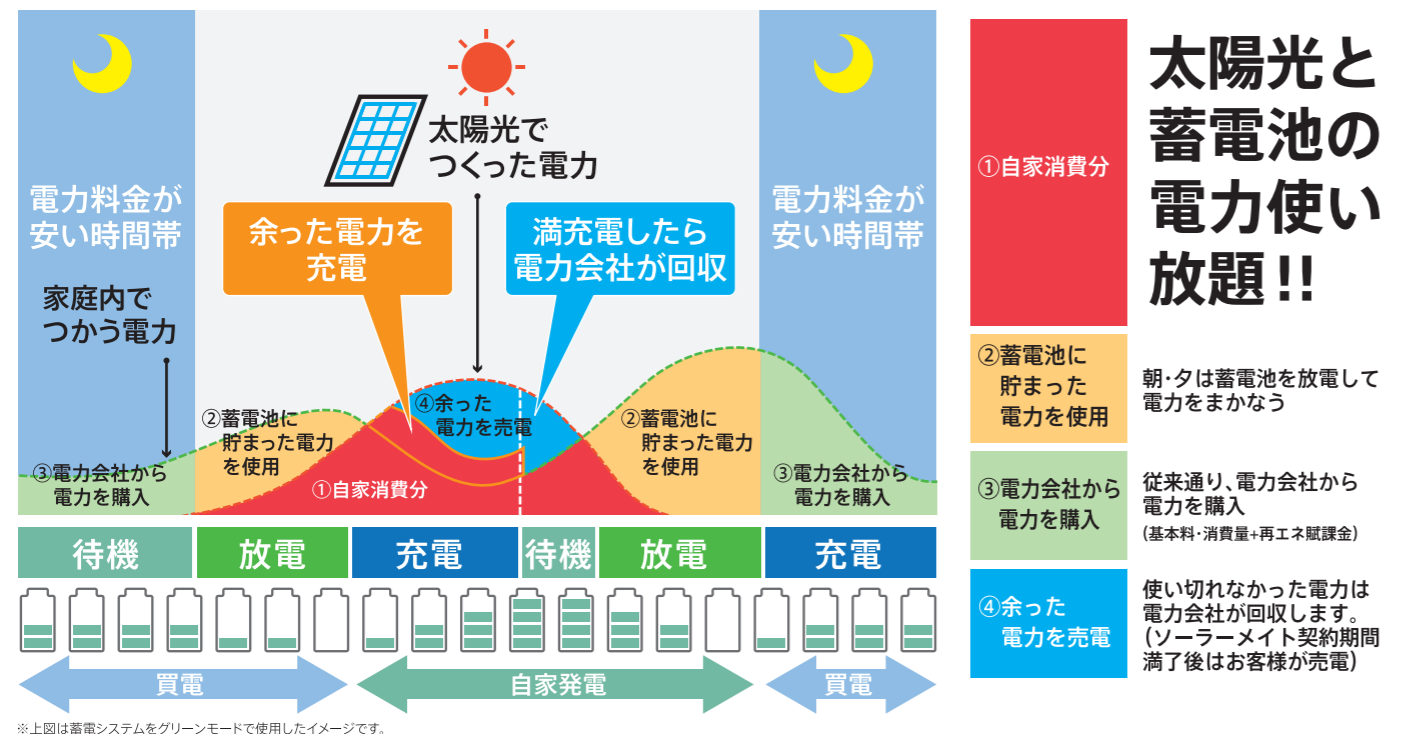 太陽光で
つくった電力
電力料金が
安い時間帯
余った電力を
充電
満充電したら
電力会社が回収
電力料金が
安い時間帯
家庭内で
つかう電力
④余った
電力を売電
②蓄電池に
貯まった電力
を使用
②蓄電池に
貯まった電力
を使用
③電力会社から
電力を購入
①自家消費分
③電力会社から
電力を購入
待機
放電
充電
待機
放電
充電
買電
自家発電
買電
※上図は蓄電システムをグリーンモードで使用したイメージです。
①自家消費分
太陽光と
蓄電池の
電力使い
放題!!
②蓄電池に
貯まった
電力を使用
朝・夕は蓄電池を放電して
電力をまかなう
③電力会社から
電力を購入
従来通り、電力会社から
電力を購入
(基本料・消費量+再エネ賦課金)
④余った
電力を売電
使い切れなかった電力は
電力会社が回収します。
(ソーラーメイト契約期間
満了後はお客様が売電)